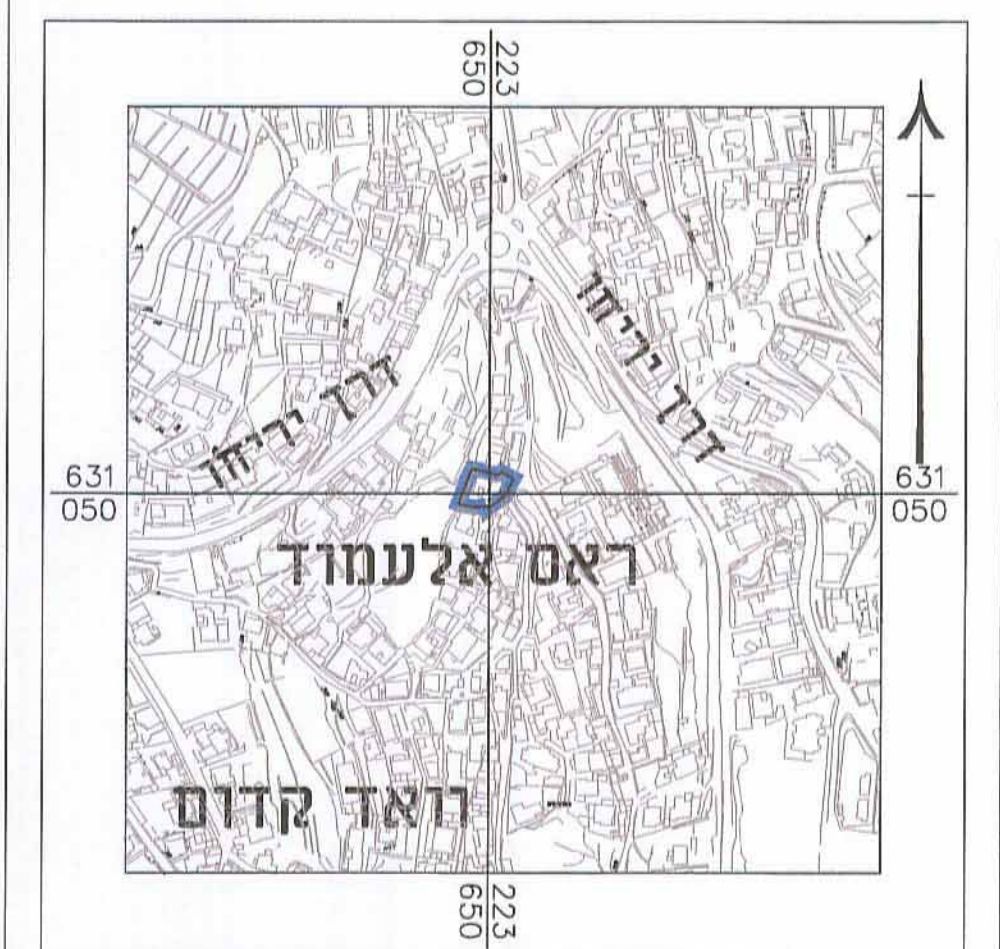 650 223
דרך יריחו
דרך יריחו
631 631
050 050
ראס אלעמוד
ואד קדום -
650 223